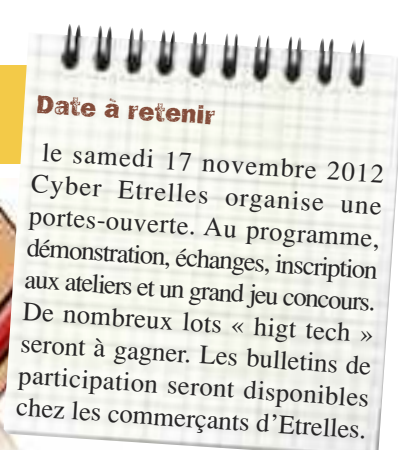 Date à retenir
le samedi 17 novembre 2012
Cyber Etrelles organise une
portes-ouverte. Au programme,
démonstration, échanges, inscription
aux ateliers et un grand jeu concours.
De nombreux lots « higt tech »
seront à gagner. Les bulletins de
participation seront disponibles
chez les commerçants d'Etrelles.